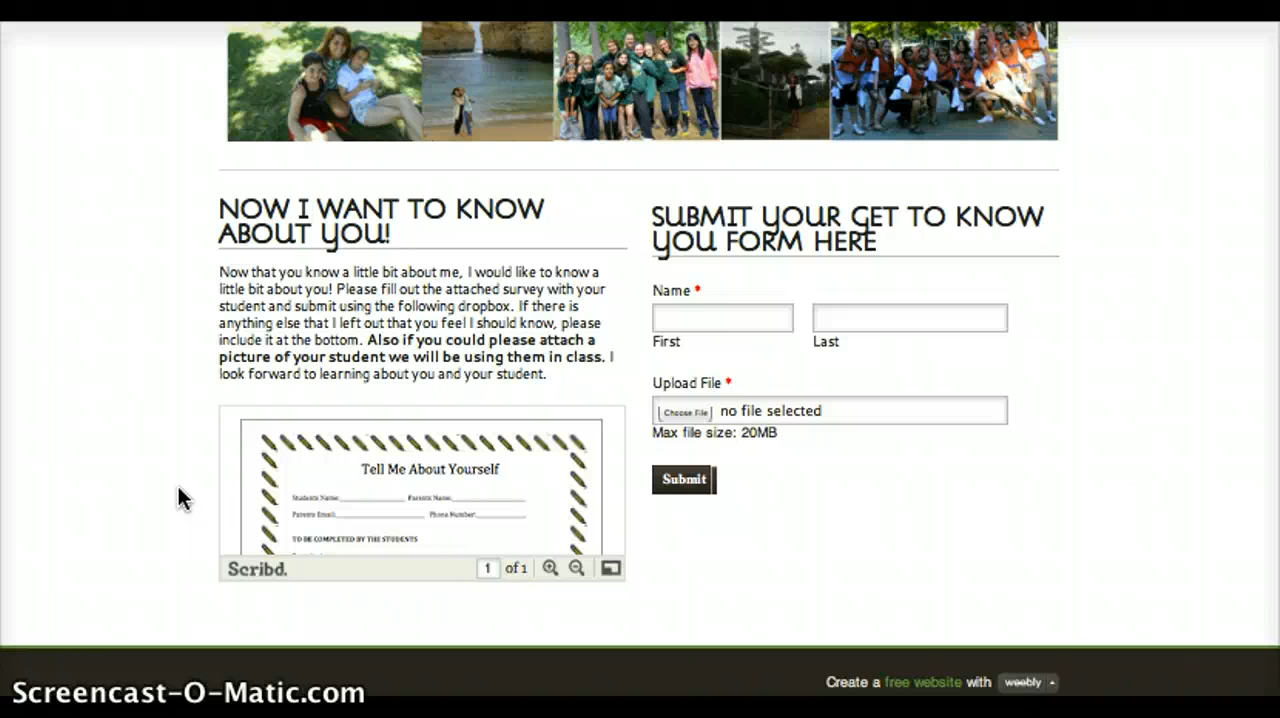 NOW I WANT TO KNOW
ABOUT YOU!
Now that you know a little bit about me, I would like to know a
little bit about you! Please fill out the attached survey with your
student and submit using the following dropbox. If there is
anything else that I left out that you feel I should know, please
include it at the bottom. Also if you could please attach a
picture of your student we will be using them in class. I
look forward to learning about you and your student.
Tell Me About Yourself
Students Name:____________ Parents Name:____________
Parents Email:____________ Phone Number:____________
TO BE COMPLETED BY THE STUDENTS
Scribd. 1 of 1
SUBMIT YOUR GET TO KNOW
YOU FORM HERE
Name *
First Last
Upload File *
Choose File no file selected
Max file size: 20MB
Submit
Create a free website with weebly
Screencast-O-Matic.com